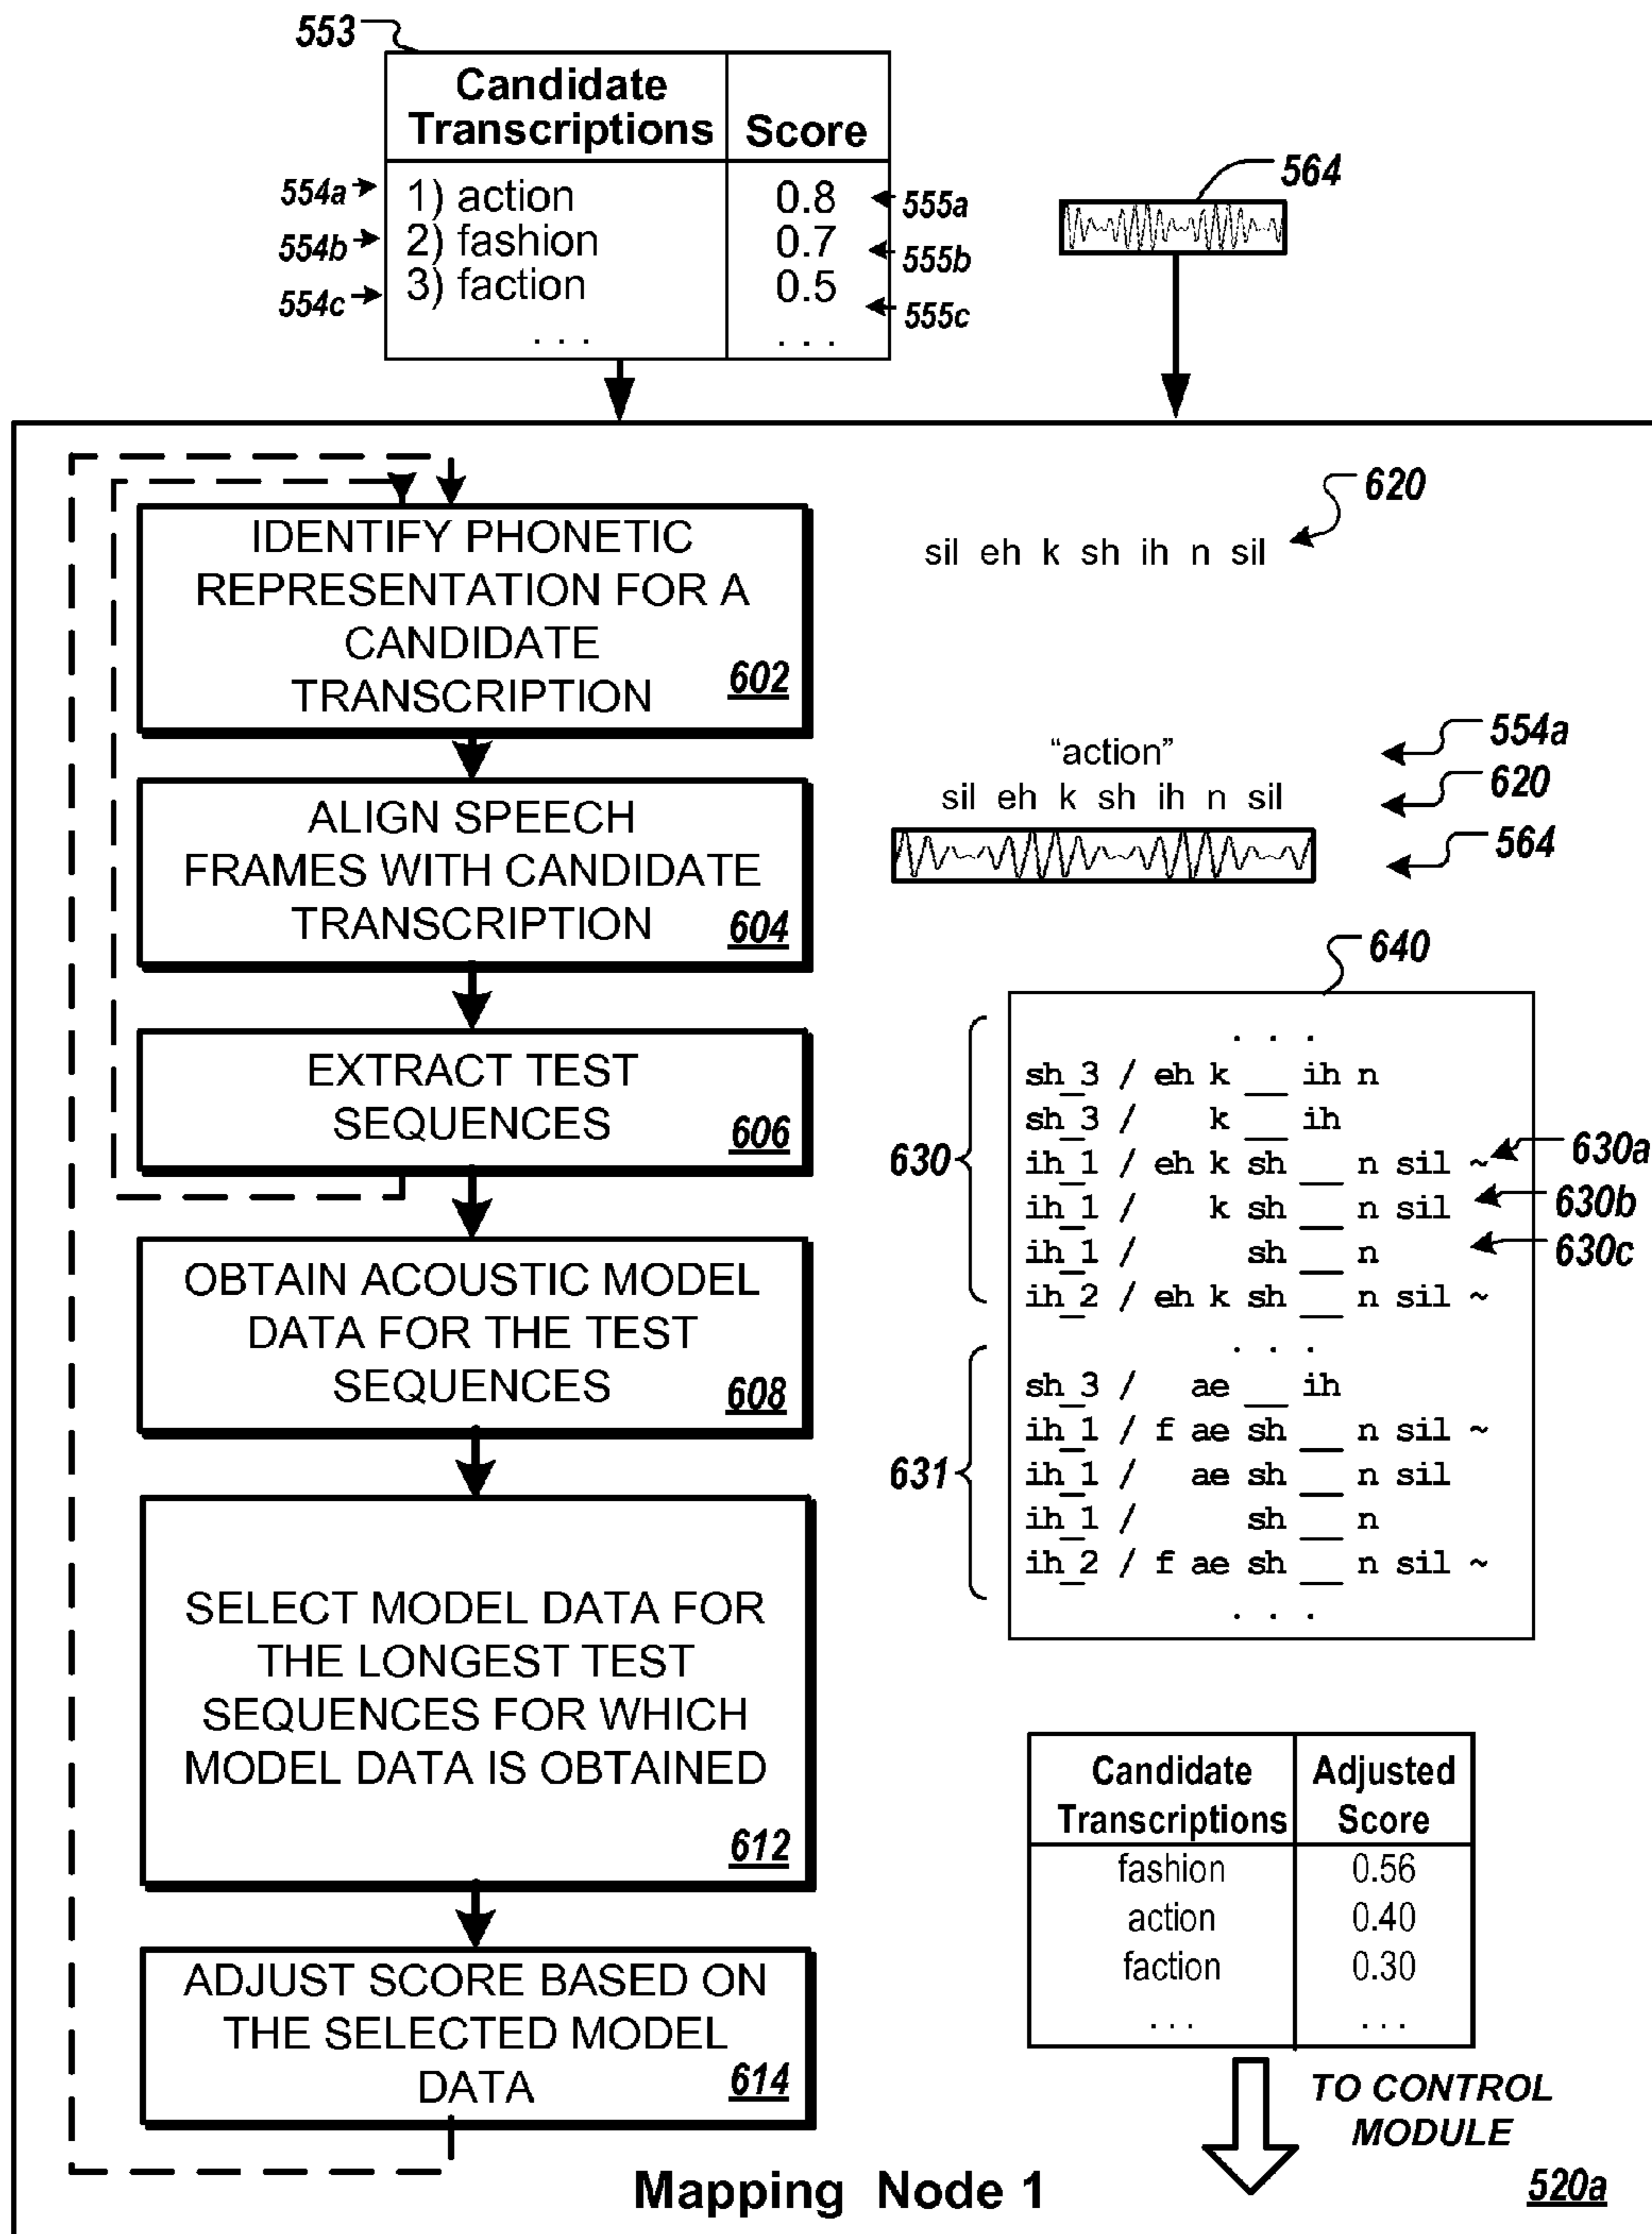 553
Candidate
Transcriptions Score
554a 1) action 0.8 555a
554b 2) fashion 0.7 555b
554c 3) faction 0.5 555c
. . . . . .
564
IDENTIFY PHONETIC
REPRESENTATION FOR A
CANDIDATE
TRANSCRIPTION 602
sil eh k sh ih n sil
620
ALIGN SPEECH
FRAMES WITH CANDIDATE
TRANSCRIPTION 604
“action” 554a
sil eh k sh ih n sil 620
564
EXTRACT TEST
SEQUENCES 606
OBTAIN ACOUSTIC MODEL
DATA FOR THE TEST
SEQUENCES 608
SELECT MODEL DATA FOR
THE LONGEST TEST
SEQUENCES FOR WHICH
MODEL DATA IS OBTAINED
612
ADJUST SCORE BASED ON
THE SELECTED MODEL
DATA 614
640
630
. . .
sh_3 / eh k __ ih n
sh_3 / k __ ih
ih_1 / eh k sh __ n sil ~ 630a
ih_1 / k sh __ n sil 630b
ih_1 / sh __ n 630c
ih_2 / eh k sh __ n sil ~
. . .
631
sh_3 / ae __ ih
ih_1 / f ae sh __ n sil ~
ih_1 / ae sh __ n sil
ih_1 / sh __ n
ih_2 / f ae sh __ n sil ~
. . .
Candidate Adjusted
Transcriptions Score
fashion 0.56
action 0.40
faction 0.30
. . . . . .
TO CONTROL
MODULE
Mapping Node 1
520a